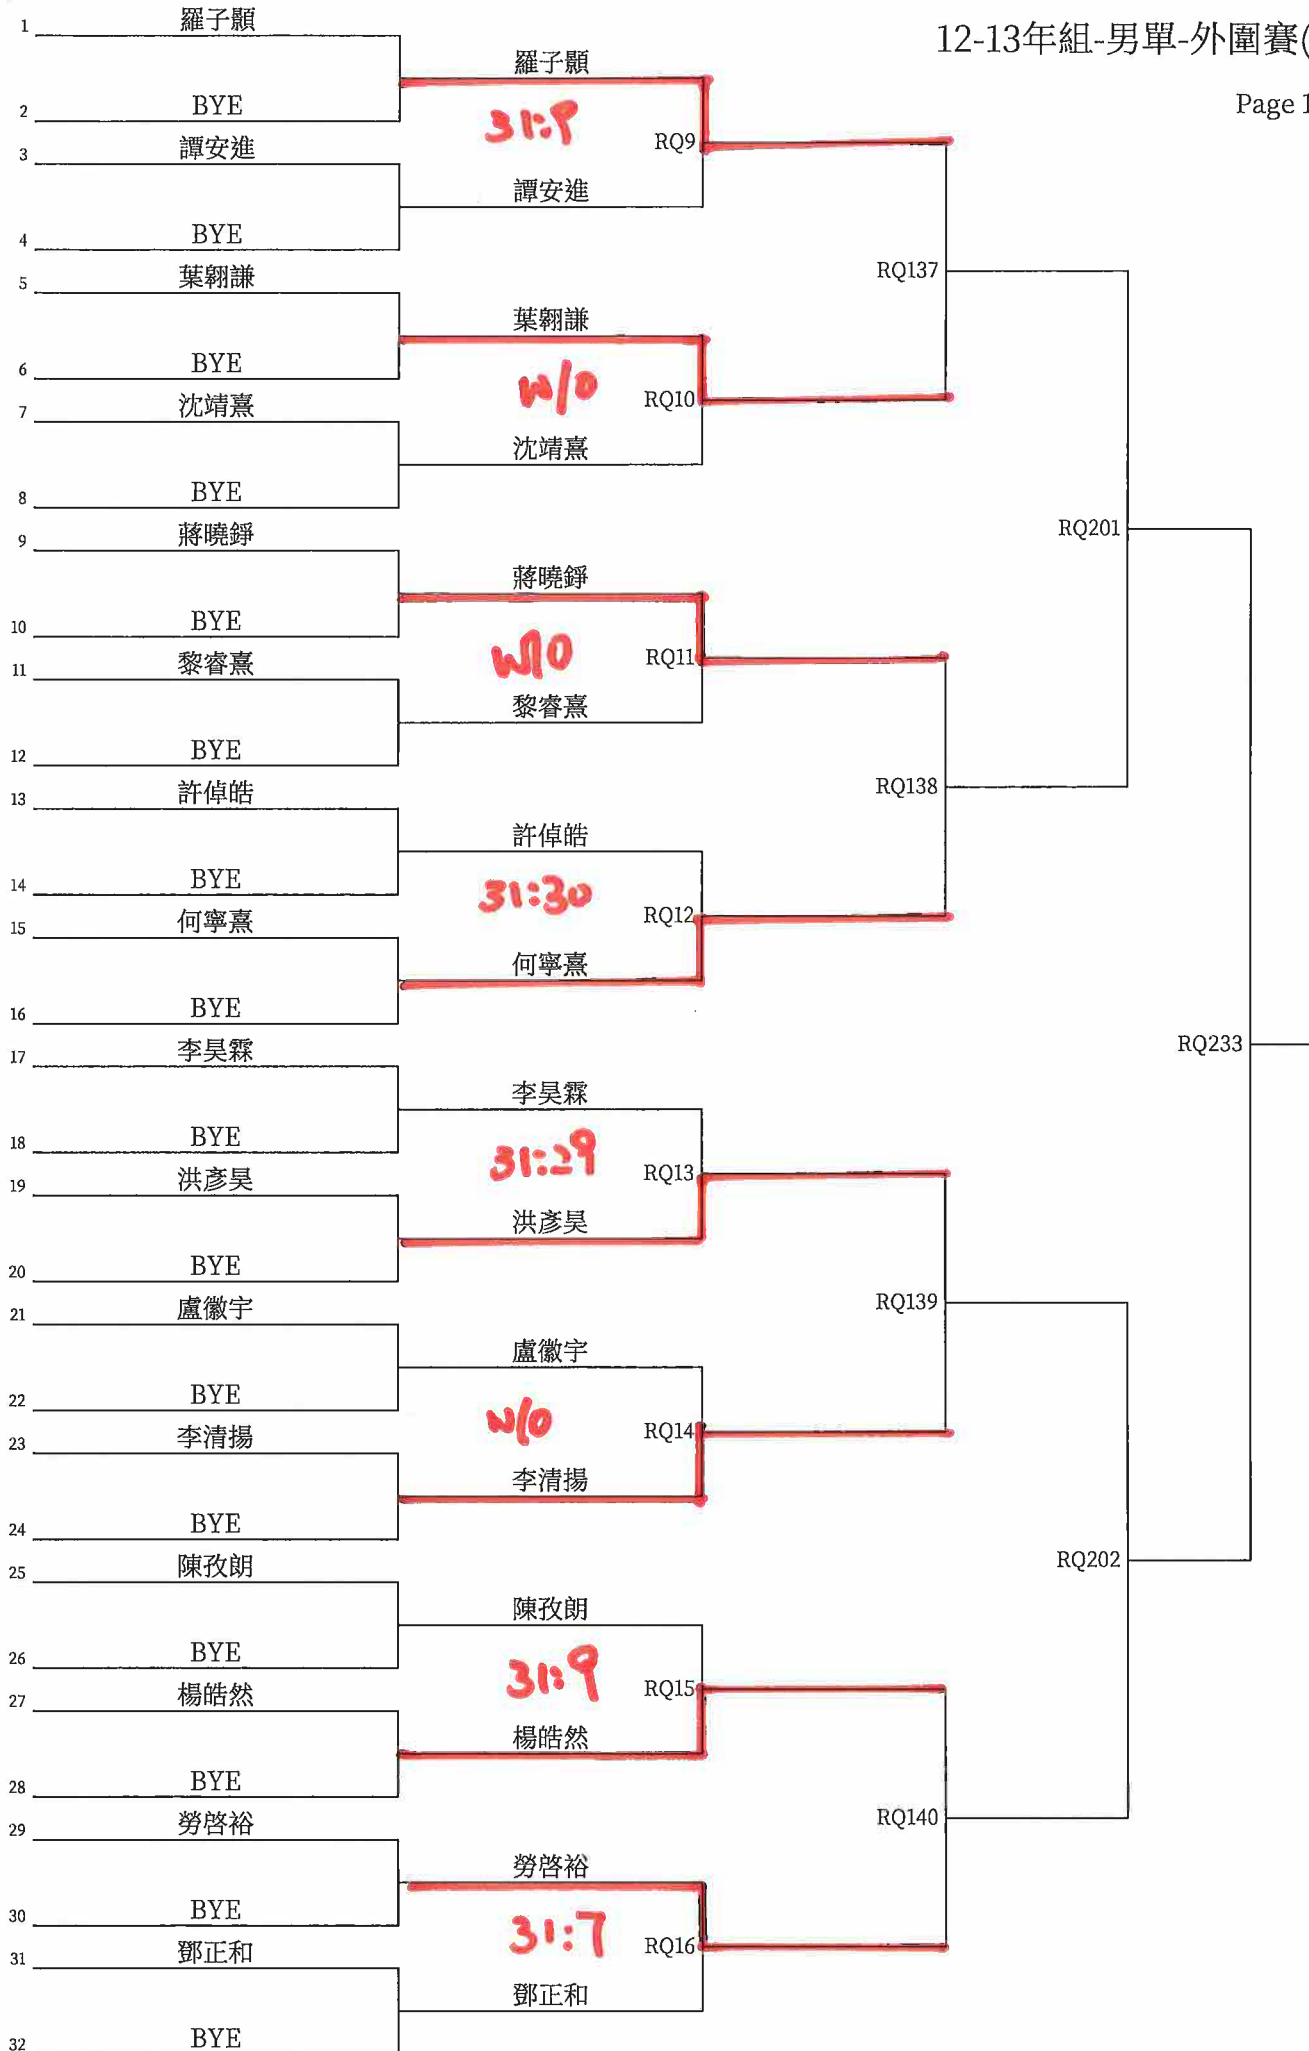 12-13年組-男單-外圍賽(
Page 1
1 羅子顥
羅子顥
2 BYE
31:9
RQ9
3 譚安進
譚安進
4 BYE
RQ137
5 葉翱謙
葉翱謙
6 BYE
W/O
RQ10
7 沈靖熹
沈靖熹
8 BYE
RQ201
9 蔣曉錚
蔣曉錚
10 BYE
W/O
RQ11
11 黎睿熹
黎睿熹
12 BYE
RQ138
13 許倬皓
許倬皓
14 BYE
31:30
RQ12
15 何寧熹
何寧熹
16 BYE
RQ233
17 李昊霖
李昊霖
18 BYE
31:29
RQ13
19 洪彥昊
洪彥昊
20 BYE
RQ139
21 盧徽宇
盧徽宇
22 BYE
W/O
RQ14
23 李清揚
李清揚
24 BYE
RQ202
25 陳孜朗
陳孜朗
26 BYE
31:9
RQ15
27 楊皓然
楊皓然
28 BYE
RQ140
29 勞啓裕
勞啓裕
30 BYE
31:7
RQ16
31 鄧正和
鄧正和
32 BYE